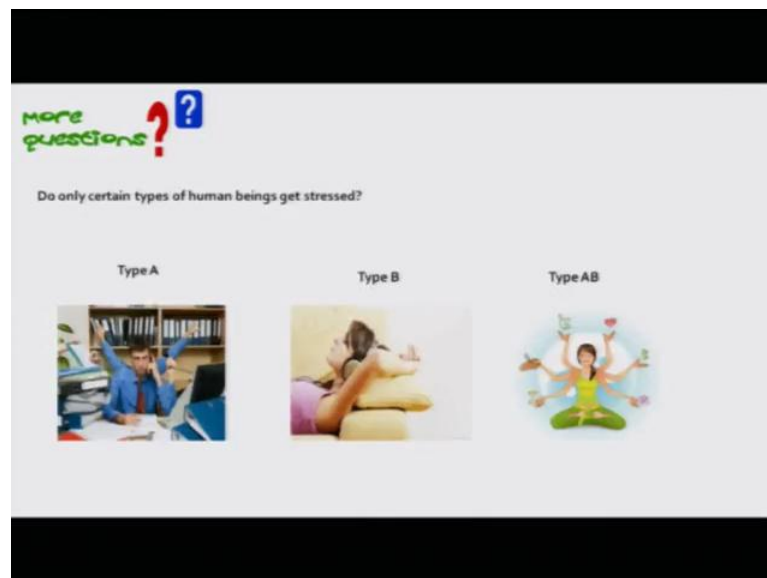 More
questions?
?
Do only certain types of human beings get stressed?
Type A
Type B
Type AB